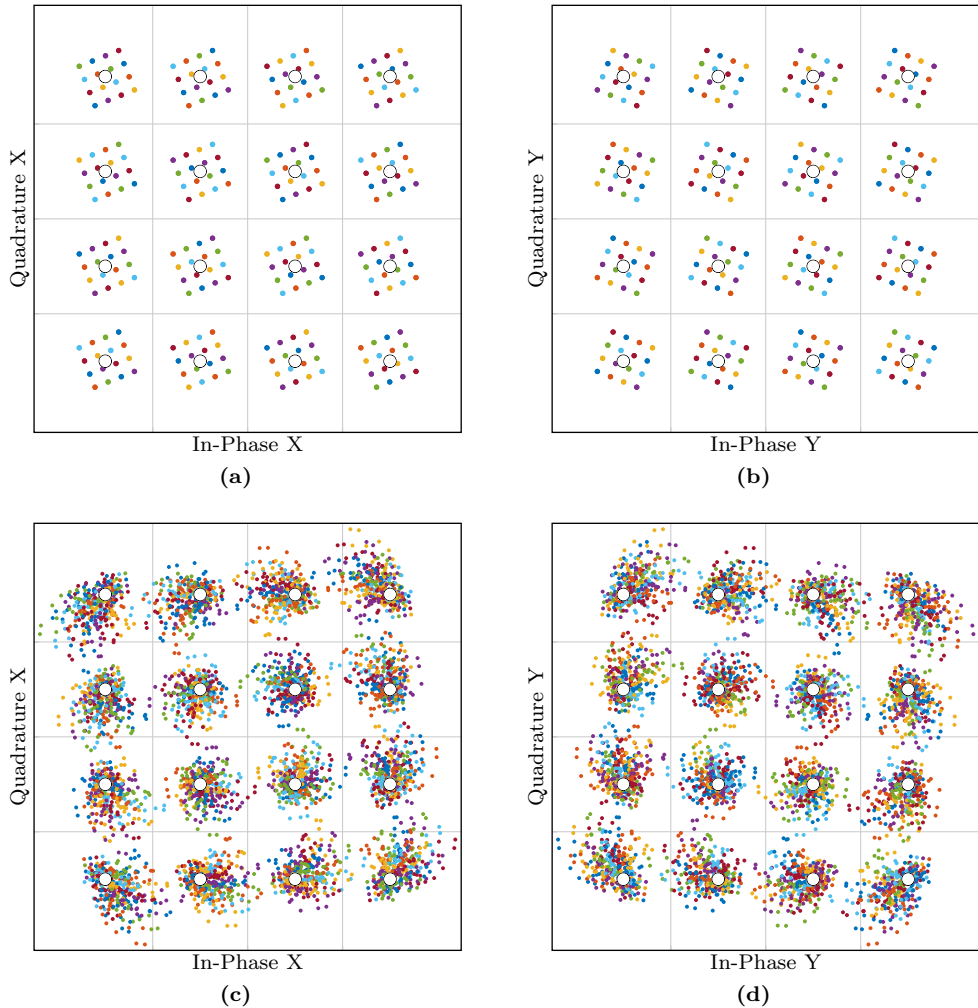 Quadrature X
In-Phase X
(a)
Quadrature Y
In-Phase Y
(b)
Quadrature X
In-Phase X
(c)
Quadrature Y
In-Phase Y
(d)